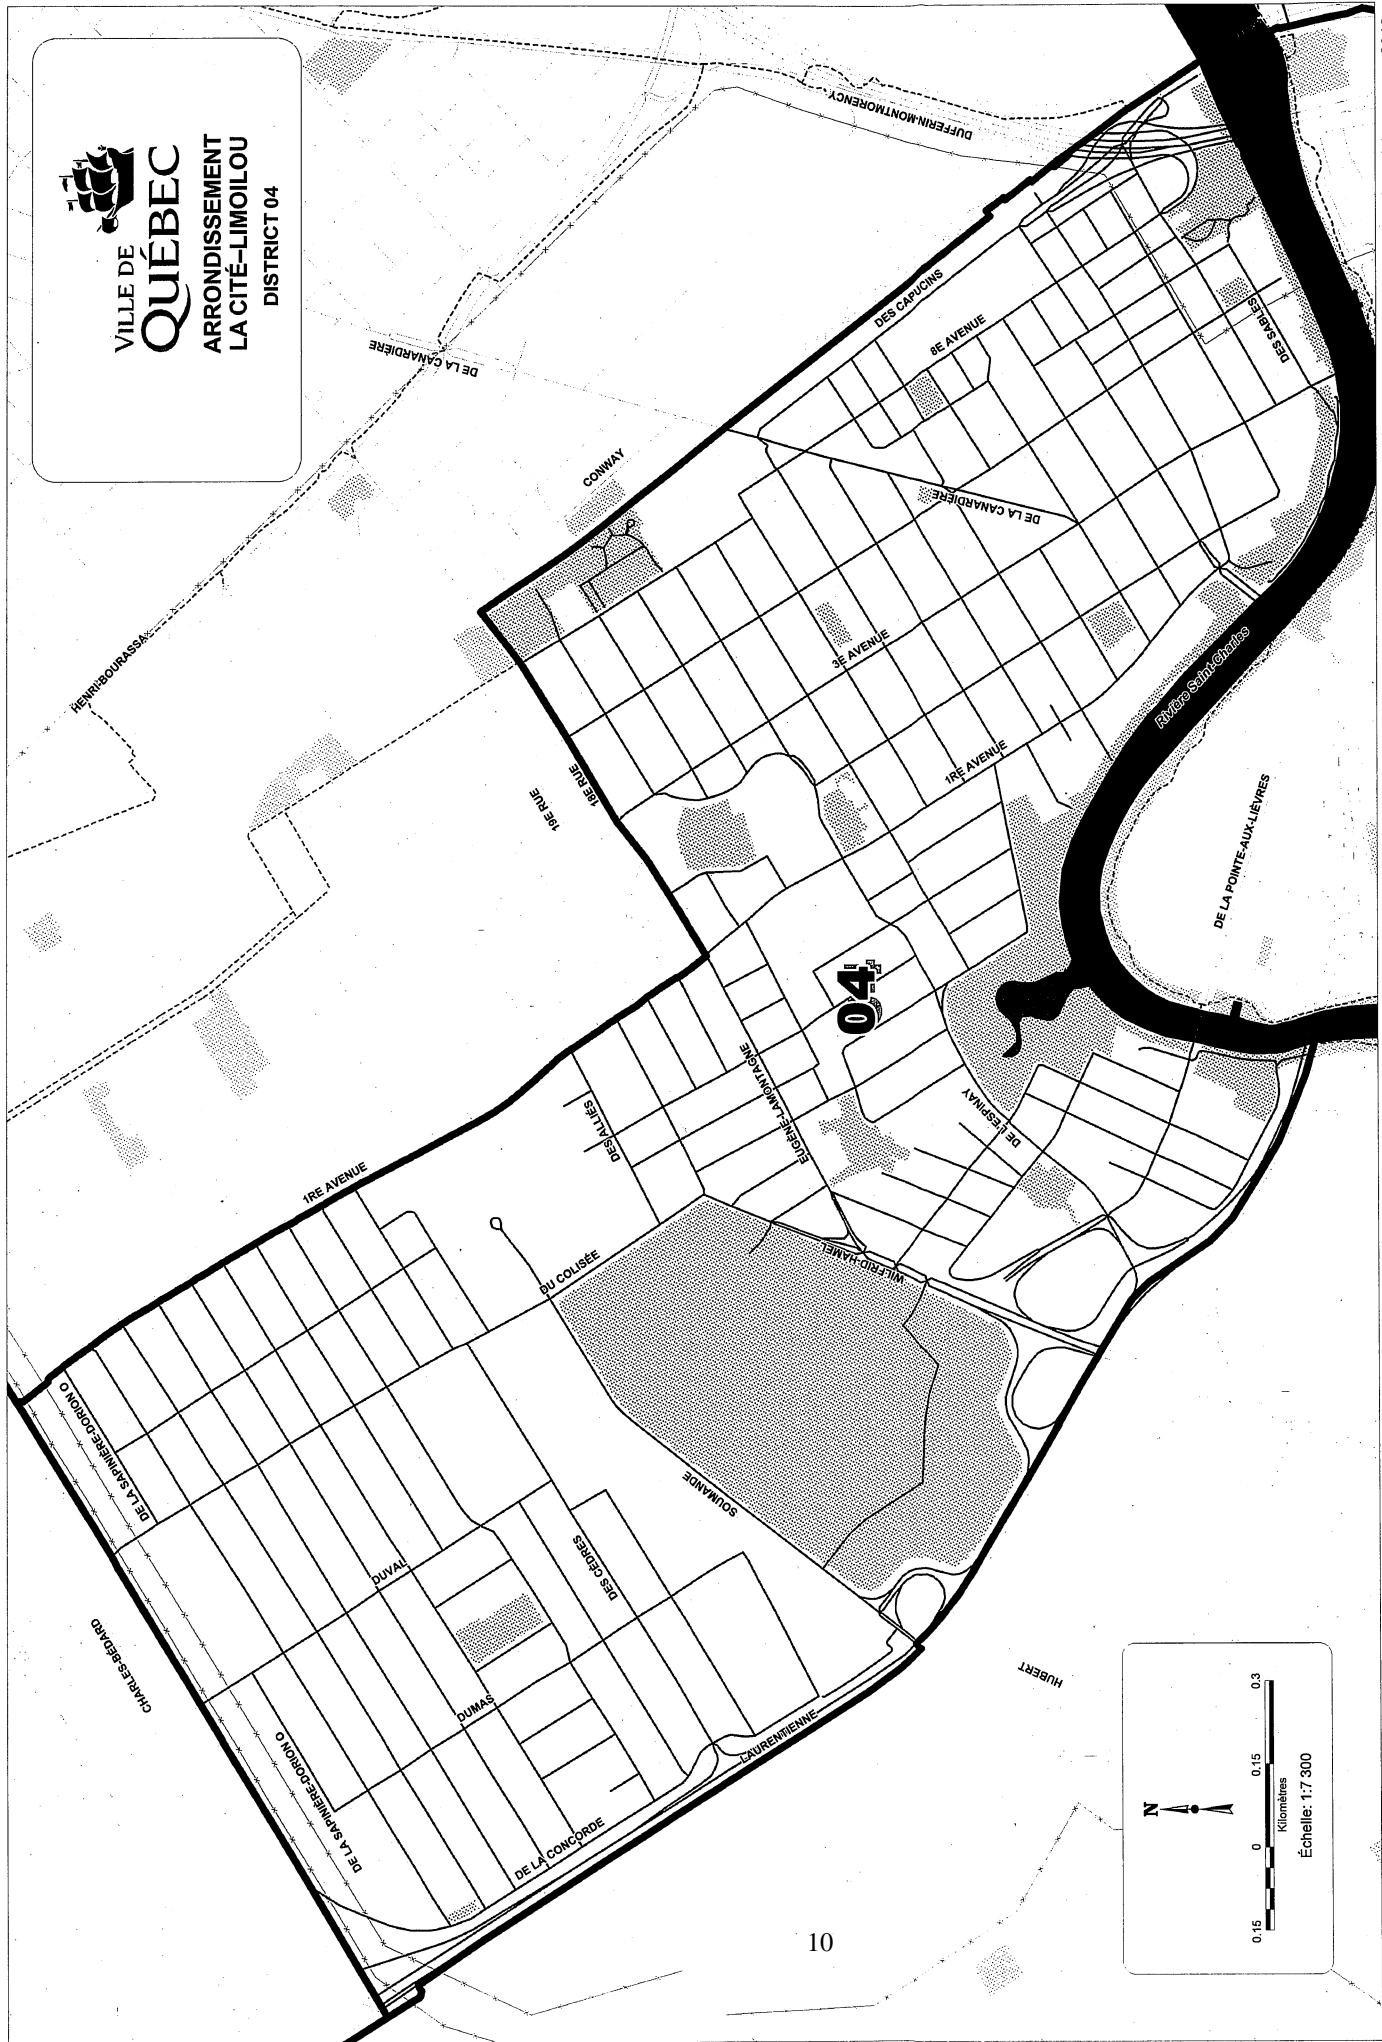 VILLE DE
QUÉBEC
ARRONDISSEMENT
LA CITÉ–LIMOILOU
DISTRICT 04
DUFFERIN-MONTMORENCY
DE LA CANARDIÈRE
HENRI-BOURASSA
CONWAY
DES CAPUCINS
8E AVENUE
DES SABLES
DE LA CANARDIÈRE
3E AVENUE
1RE AVENUE
18E RUE
19E RUE
Rivière Saint-Charles
DE LA POINTE-AUX-LIÈVRES
04
EUGÈNE-LAMONTAGNE
DE L'ESPINAY
DES ALLIÉS
1RE AVENUE
DU COLISÉE
WILFRID-HAMEL
SOUMANDE
DE LA SAPINIÈRE-DORION O
DUVAL
DES CÈDRES
CHARLES-BÉDARD
DUMAS
DE LA SAPINIÈRE-DORION O
LAURENTIENNE
DE LA CONCORDE
HUBERT
N
0.15 0 0.15 0.3
Kilomètres
Échelle: 1:7 300
10